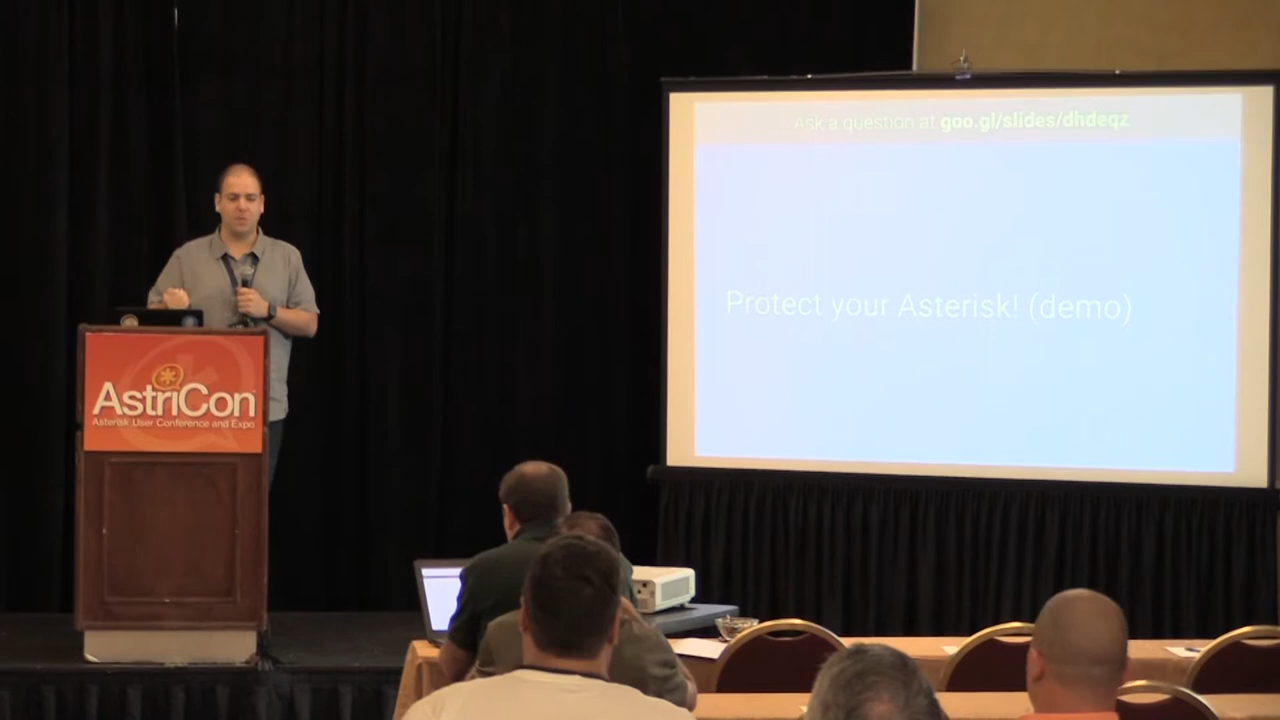 Ask a question at goo.gl/slides/dhdeqz
Protect your Asterisk! (demo)
AstriCon
Asterisk User Conference and Expo